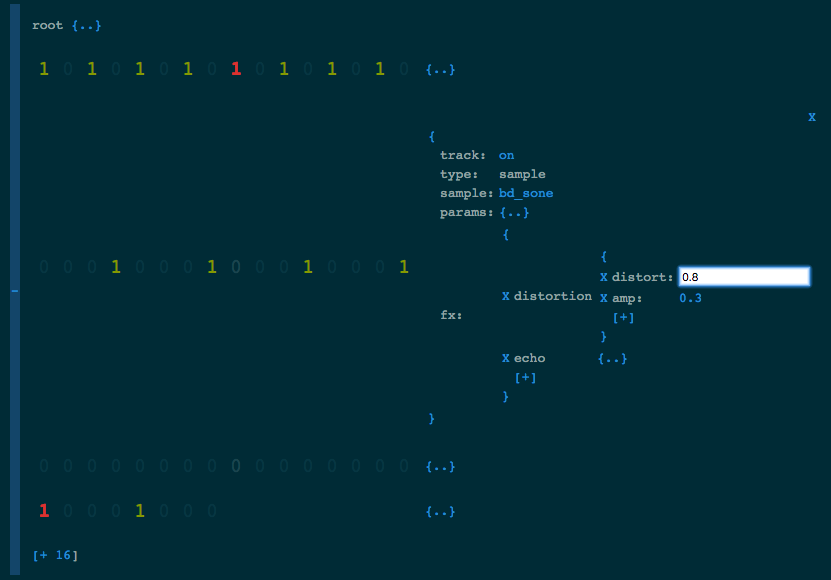 root {..}
1 0 1 0 1 0 1 0 1 0 1 0 1 0 1 0 {..}
X
{
track: on
type: sample
sample: bd_sone
params: {..}
{
{
0 0 0 1 0 0 0 1 0 0 0 1 0 0 0 1
X distort: 0.8
X distortion
X amp: 0.3
fx:
[+]
}
X echo {..}
[+]
}
}
0 0 0 0 0 0 0 0 0 0 0 0 0 0 0 0 {..}
1 0 0 0 1 0 0 0 {..}
[+ 16]